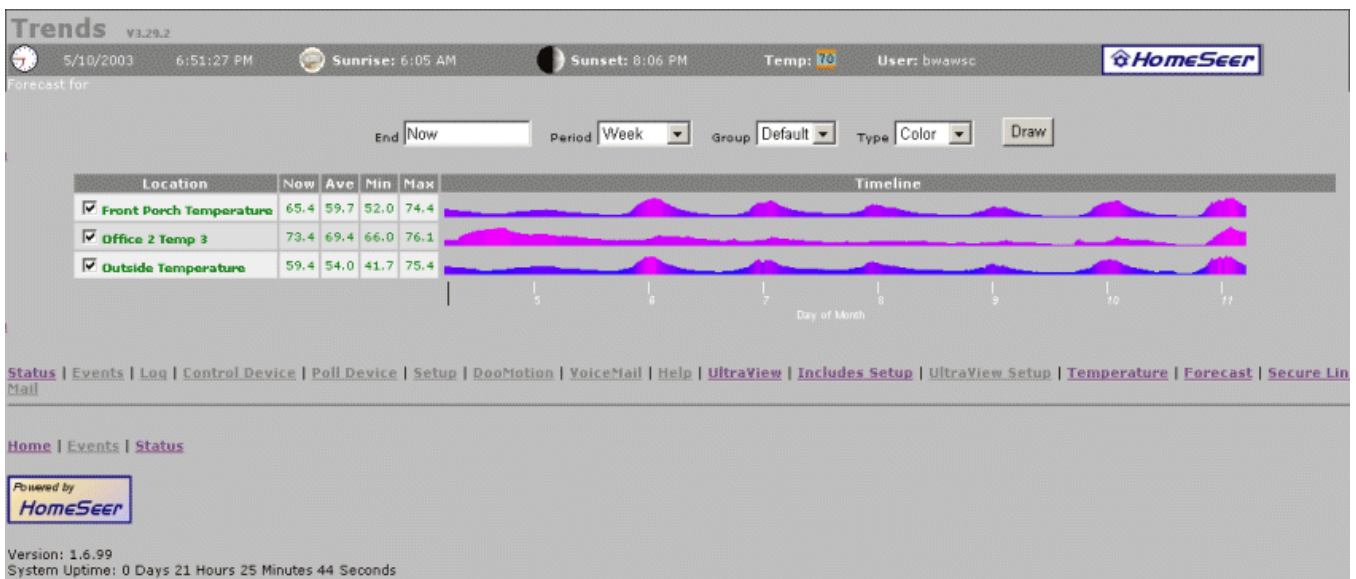 Trends V3.29.2
5/10/2003 6:51:27 PM Sunrise: 6:05 AM Sunset: 8:06 PM Temp: 70 User: bwawsc HomeSeer
Forecast for
End Now Period Week Group Default Type Color Draw
Location Now Ave Min Max Timeline
Front Porch Temperature 65.4 59.7 52.0 74.4
Office 2 Temp 3 73.4 69.4 66.0 76.1
Outside Temperature 59.4 54.0 41.7 75.4
5 6 7 8 9 10 11
Day of Month
Status | Events | Log | Control Device | Poll Device | Setup | DooMotion | VoiceMail | Help | UltraView | Includes Setup | UltraView Setup | Temperature | Forecast | Secure Lin
Mail
Home | Events | Status
Powered by
HomeSeer
Version: 1.6.99
System Uptime: 0 Days 21 Hours 25 Minutes 44 Seconds